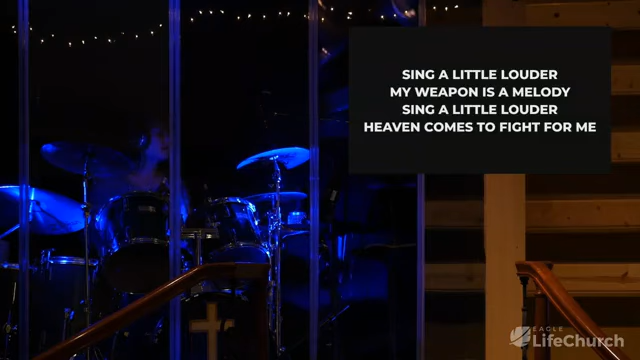 SING A LITTLE LOUDER
MY WEAPON IS A MELODY
SING A LITTLE LOUDER
HEAVEN COMES TO FIGHT FOR ME
EAGLE
LifeChurch